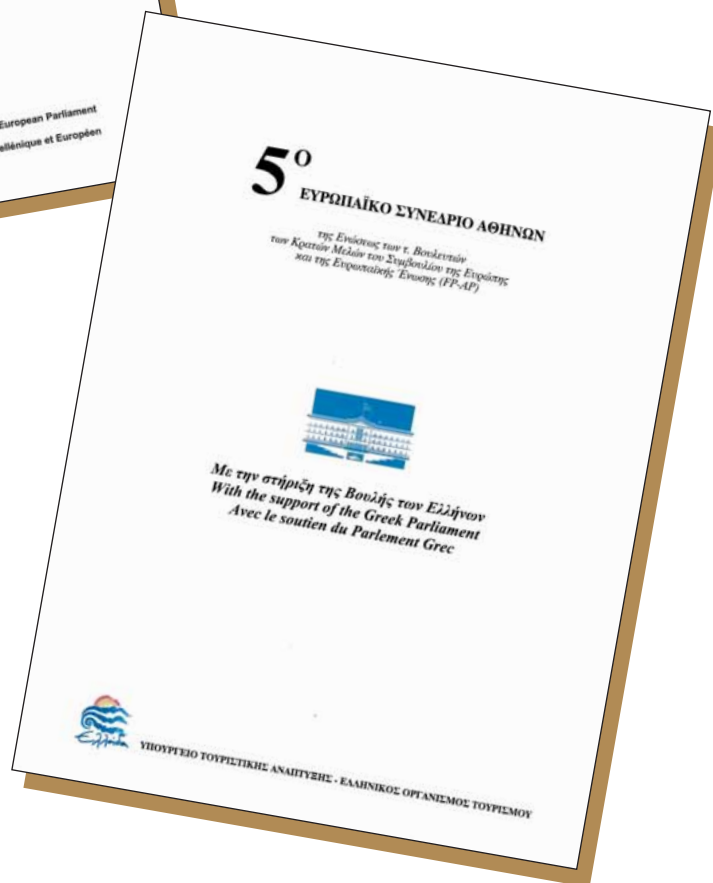 European Parliament
ellénique et Européen
5Ο
ΕΥΡΩΠΑΪΚΟ ΣΥΝΕΔΡΙΟ ΑΘΗΝΩΝ
της Ενώσεως των τ. Βουλευτών
των Κρατών Μελών του Συμβουλίου της Ευρώπης
και της Ευρωπαϊκής Ένωσης (FP-AP)
Με την στήριξη της Βουλής των Ελλήνων
With the support of the Greek Parliament
Avec le soutien du Parlement Grec
Ελλάδα
ΥΠΟΥΡΓΕΙΟ ΤΟΥΡΙΣΤΙΚΗΣ ΑΝΑΠΤΥΞΗΣ - ΕΛΛΗΝΙΚΟΣ ΟΡΓΑΝΙΣΜΟΣ ΤΟΥΡΙΣΜΟΥ